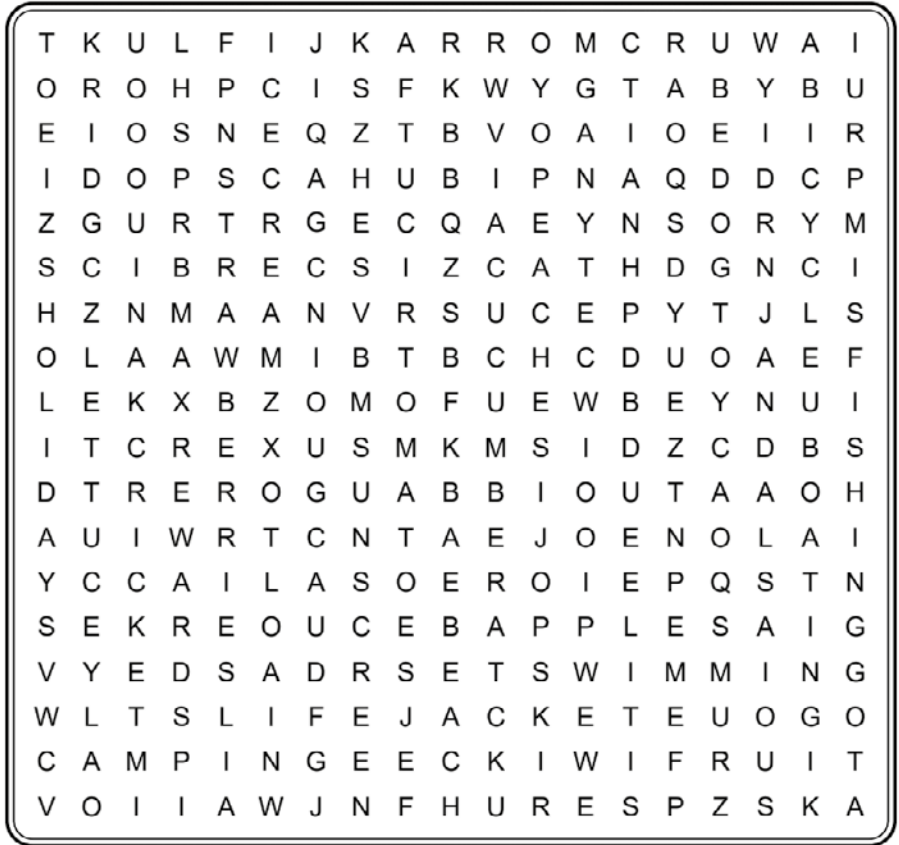 T K U L F I J K A R R O M C R U W A I
O R O H P C I S F K W Y G T A B Y B U
E I O S N E Q Z T B V O A I O E I I R
I D O P S C A H U B I P N A Q D D C P
Z G U R T R G E C Q A E Y N S O R Y M
S C I B R E C S I Z C A T H D G N C I
H Z N M A A N V R S U C E P Y T J L S
O L A A W M I B T B C H C D U O A E F
L E K X B Z O M O F U E W B E Y N U I
I T C R E X U S M K M S I D Z C D B S
D T R E R O G U A B B I O U T A A O H
A U I W R T C N T A E J O E N O L A I
Y C C A I L A S O E R O I E P Q S T N
S E K R E O U C E B A P P L E S A I G
V Y E D S A D R S E T S W I M M I N G
W L T S L I F E J A C K E T E U O G O
C A M P I N G E E C K I W I F R U I T
V O I I A W J N F H U R E S P Z S K A